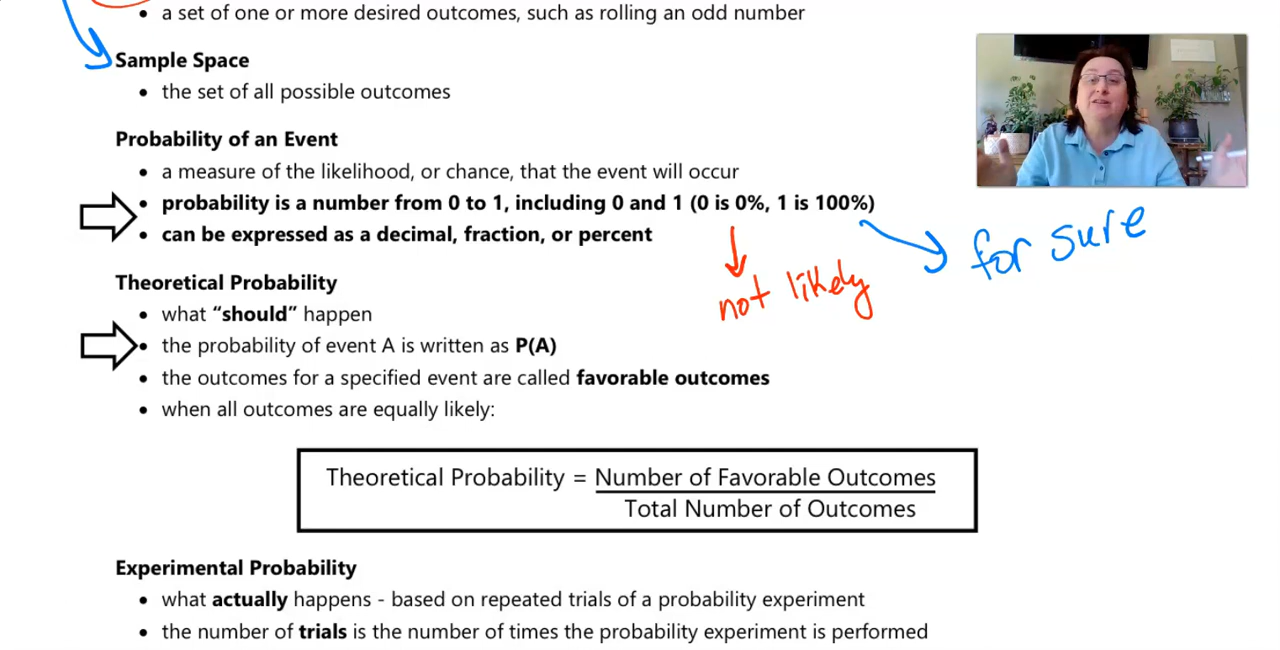 • a set of one or more desired outcomes, such as rolling an odd number
Sample Space
• the set of all possible outcomes
Probability of an Event
• a measure of the likelihood, or chance, that the event will occur
• probability is a number from 0 to 1, including 0 and 1 (0 is 0%, 1 is 100%)
• can be expressed as a decimal, fraction, or percent
for sure
not likely
Theoretical Probability
• what “should” happen
• the probability of event A is written as P(A)
• the outcomes for a specified event are called favorable outcomes
• when all outcomes are equally likely:
Theoretical Probability = Number of Favorable Outcomes
Total Number of Outcomes
Experimental Probability
• what actually happens - based on repeated trials of a probability experiment
• the number of trials is the number of times the probability experiment is performed